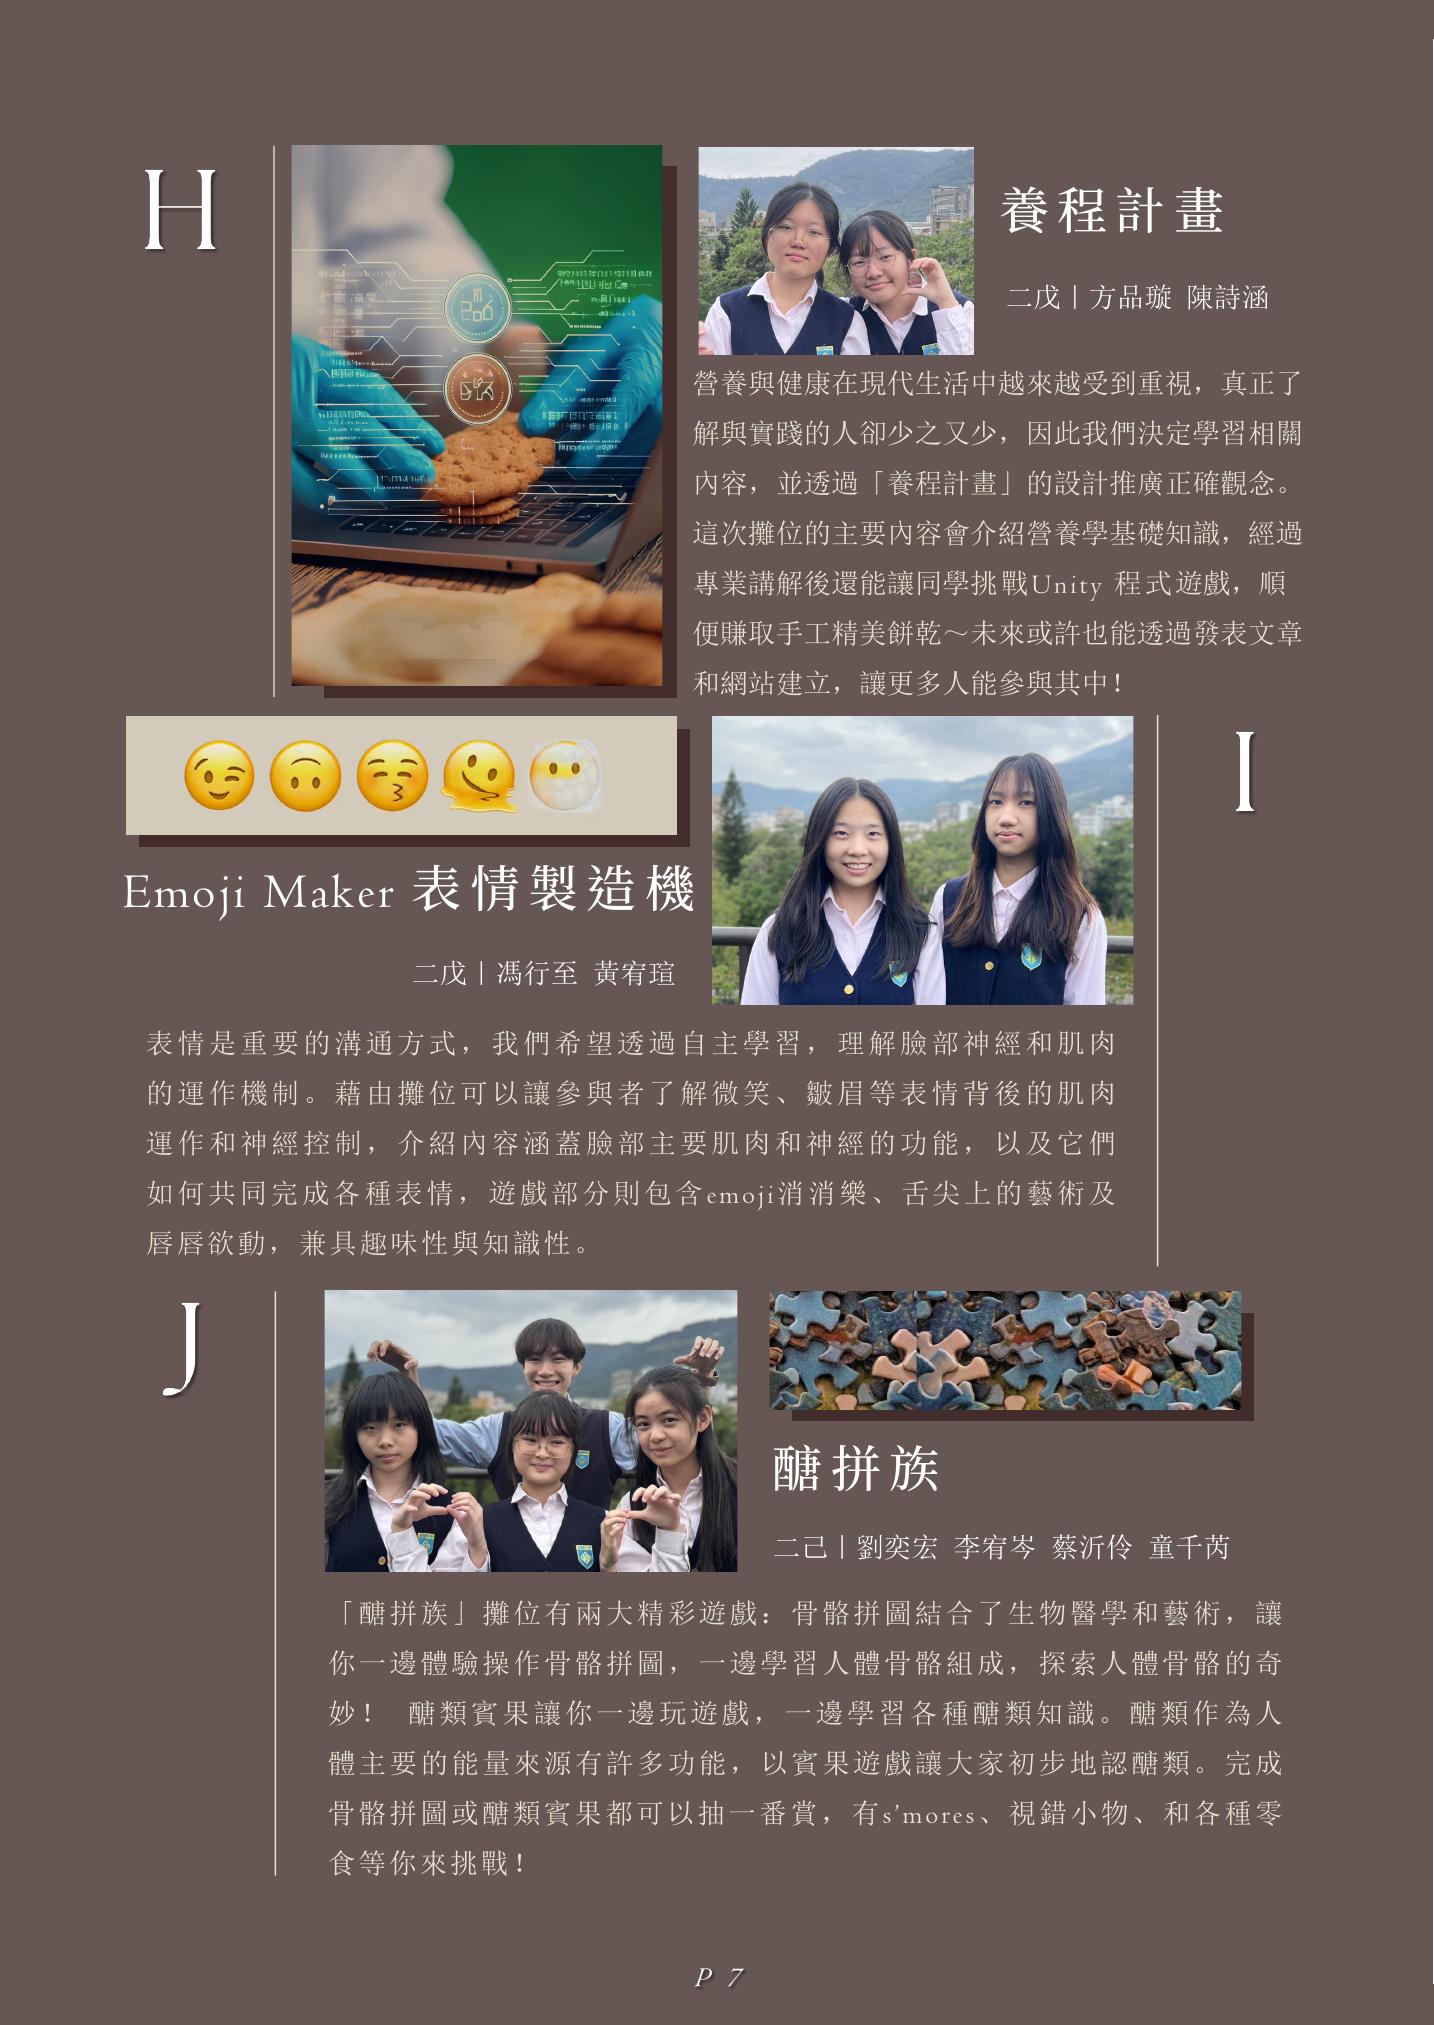 H
養程計畫
二戊｜方品璇 陳詩涵
營養與健康在現代生活中越來越受到重視，真正了
解與實踐的人卻少之又少，因此我們決定學習相關
內容，並透過「養程計畫」的設計推廣正確觀念。
這次攤位的主要內容會介紹營養學基礎知識，經過
專業講解後還能讓同學挑戰Unity 程式遊戲，順
便賺取手工精美餅乾～未來或許也能透過發表文章
和網站建立，讓更多人能參與其中！
I
Emoji Maker 表情製造機
二戊｜馮行至 黃宥瑄
表情是重要的溝通方式，我們希望透過自主學習，理解臉部神經和肌肉
的運作機制。藉由攤位可以讓參與者了解微笑、皺眉等表情背後的肌肉
運作和神經控制，介紹內容涵蓋臉部主要肌肉和神經的功能，以及它們
如何共同完成各種表情，遊戲部分則包含emoji消消樂、舌尖上的藝術及
唇唇欲動，兼具趣味性與知識性。
J
醣拼族
二己｜劉奕宏 李宥岑 蔡沂伶 童千芮
「醣拼族」攤位有兩大精彩遊戲：骨骼拼圖結合了生物醫學和藝術，讓
你一邊體驗操作骨骼拼圖，一邊學習人體骨骼組成，探索人體骨骼的奇
妙！ 醣類賓果讓你一邊玩遊戲，一邊學習各種醣類知識。醣類作為人
體主要的能量來源有許多功能，以賓果遊戲讓大家初步地認醣類。完成
骨骼拼圖或醣類賓果都可以抽一番賞，有s’mores、視錯小物、和各種零
食等你來挑戰！
P 7